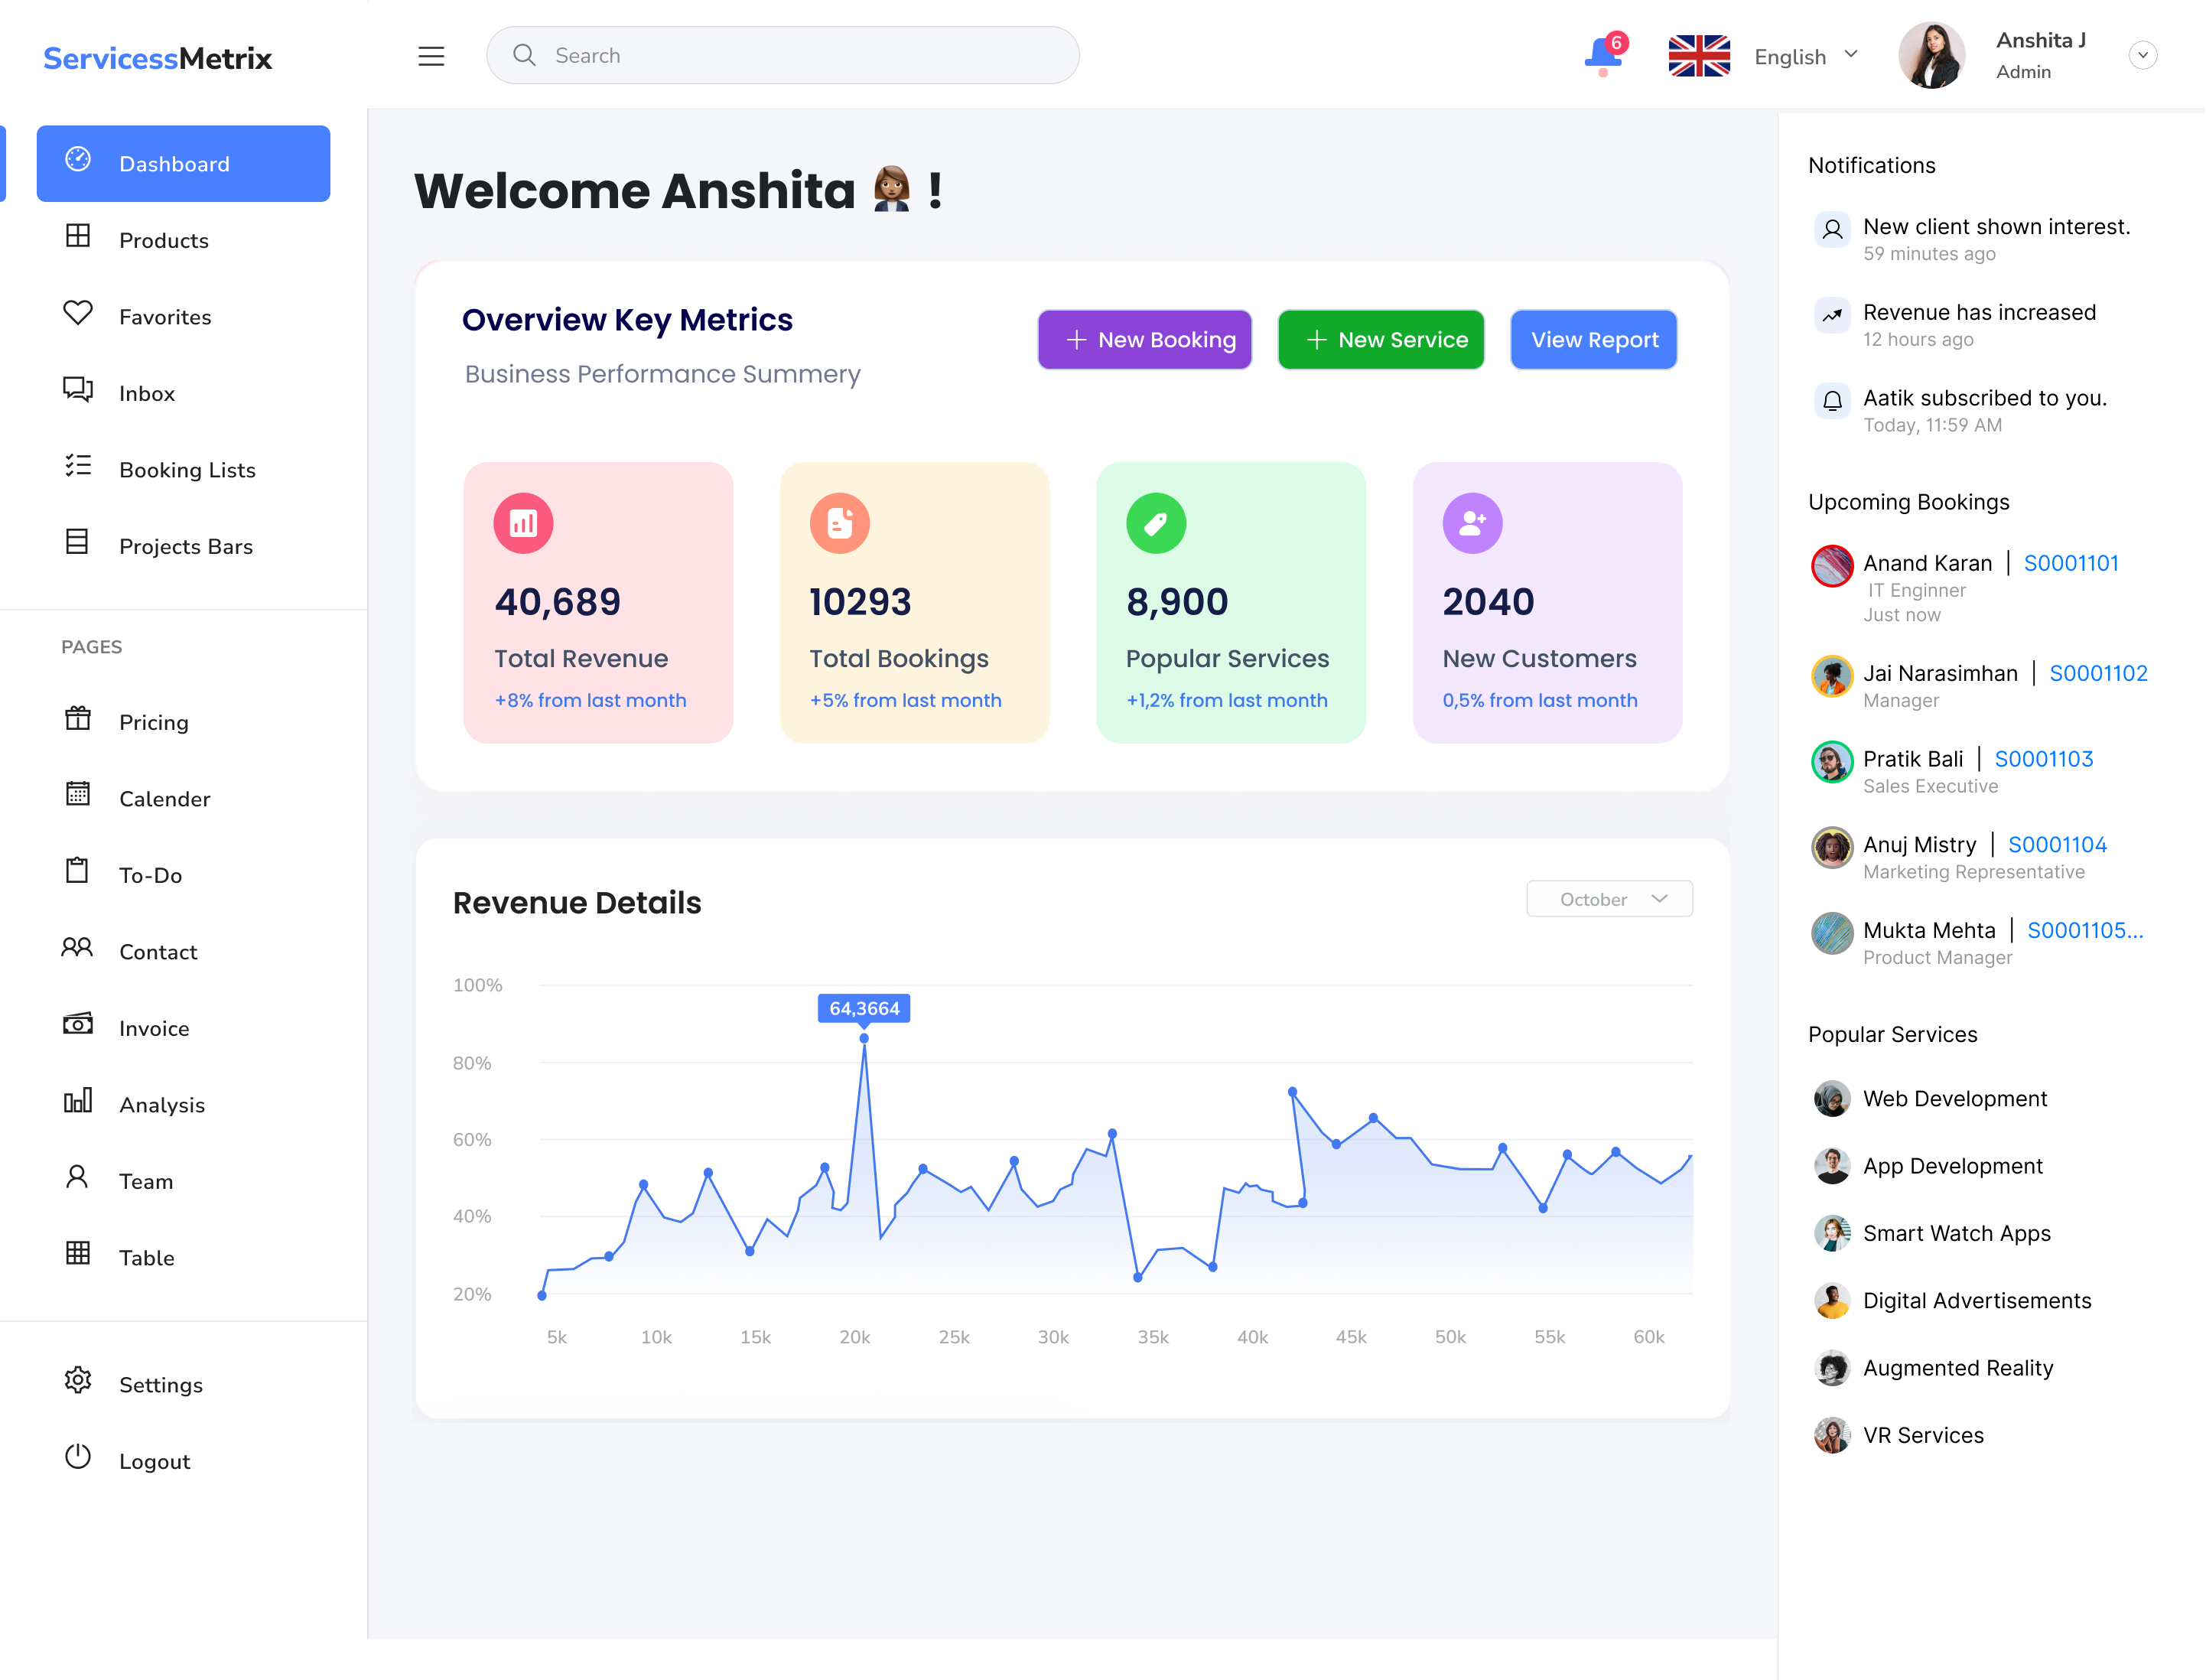 ServicessMetrix
Search
6
English
Anshita J
Admin
Dashboard
Products
Favorites
Inbox
Booking Lists
Projects Bars
PAGES
Pricing
Calender
To-Do
Contact
Invoice
Analysis
Team
Table
Settings
Logout
Welcome Anshita 👩🏽‍💼 !
Overview Key Metrics
Business Performance Summery
New Booking
New Service
View Report
40,689
Total Revenue
+8% from last month
10293
Total Bookings
+5% from last month
8,900
Popular Services
+1,2% from last month
2040
New Customers
0,5% from last month
Revenue Details
October
100%
80%
60%
40%
20%
64,3664
5k 10k 15k 20k 25k 30k 35k 40k 45k 50k 55k 60k
Notifications
New client shown interest.
59 minutes ago
Revenue has increased
12 hours ago
Aatik subscribed to you.
Today, 11:59 AM
Upcoming Bookings
Anand Karan | S0001101
IT Enginner
Just now
Jai Narasimhan | S0001102
Manager
Pratik Bali | S0001103
Sales Executive
Anuj Mistry | S0001104
Marketing Representative
Mukta Mehta | S0001105...
Product Manager
Popular Services
Web Development
App Development
Smart Watch Apps
Digital Advertisements
Augmented Reality
VR Services